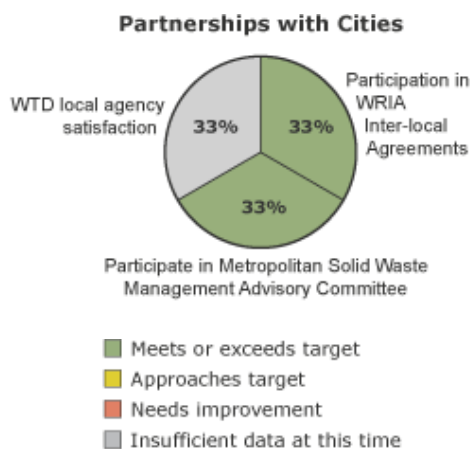 Partnerships with Cities
WTD local agency
satisfaction
33%
33%
Participation in
WRIA
Inter-local
Agreements
33%
Participate in Metropolitan Solid Waste
Management Advisory Committee
Meets or exceeds target
Approaches target
Needs improvement
Insufficient data at this time